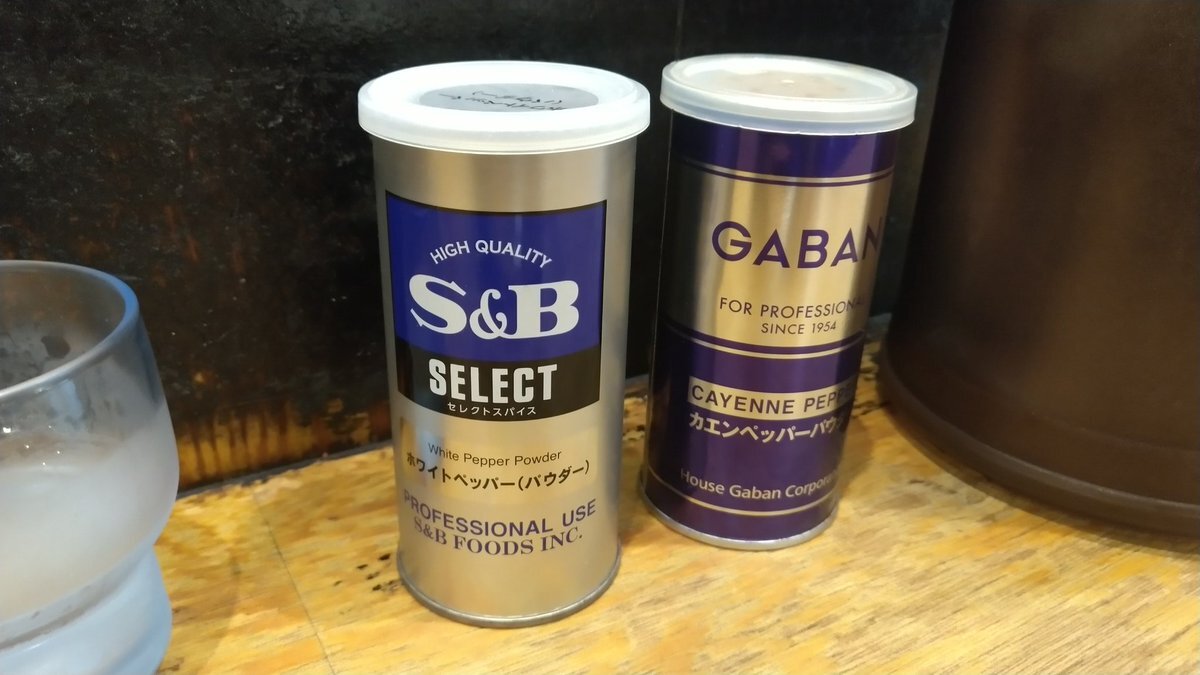 HIGH QUALITY
S&B
SELECT
セレクトスパイス
White Pepper Powder
ホワイトペッパー(パウダー)
PROFESSIONAL USE
S&B FOODS INC.
GABAN
FOR PROFESSIONAL
SINCE 1954
CAYENNE PEPPE
カエンペッパーパウ
House Gaban Corpora